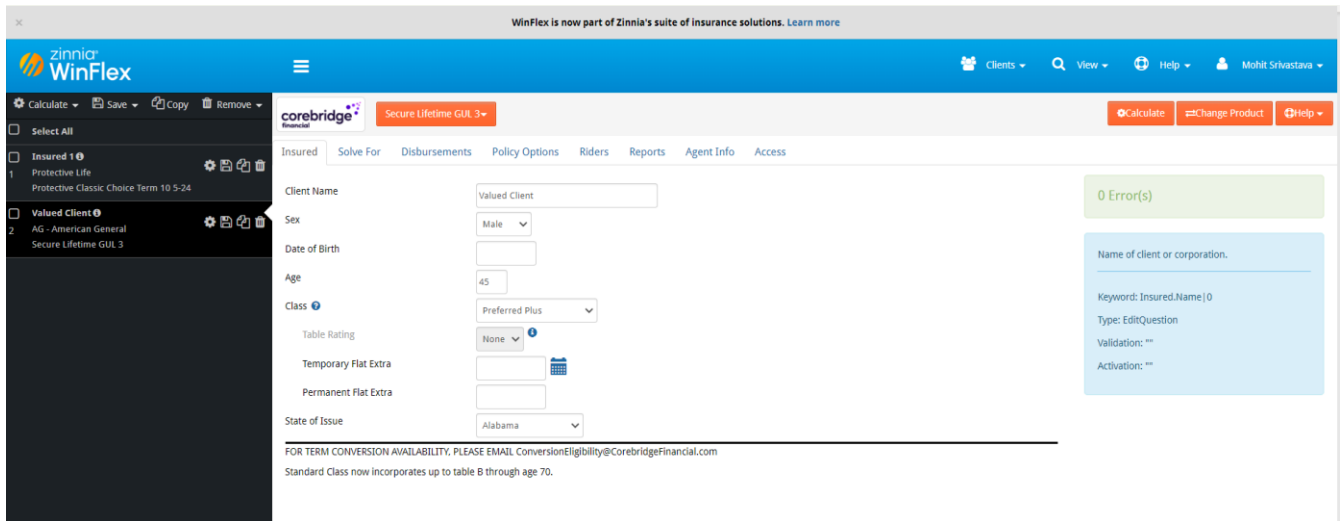 × WinFlex is now part of Zinnia's suite of insurance solutions. Learn more
zinnia
WinFlex
Clients View Help Mohit Srivastava
Calculate Save Copy Remove
Select All
Insured 1
1 Protective Life
Protective Classic Choice Term 10 5-24
Valued Client
2 AG - American General
Secure Lifetime GUL 3
corebridge
financial
Secure Lifetime GUL 3
Calculate Change Product Help
Insured Solve For Disbursements Policy Options Riders Reports Agent Info Access
Client Name Valued Client
Sex Male
Date of Birth
Age 45
Class Preferred Plus
Table Rating None
Temporary Flat Extra
Permanent Flat Extra
State of Issue Alabama
FOR TERM CONVERSION AVAILABILITY, PLEASE EMAIL ConversionEligibility@CorebridgeFinancial.com
Standard Class now incorporates up to table B through age 70.
0 Error(s)
Name of client or corporation.
Keyword: Insured.Name|0
Type: EditQuestion
Validation: ""
Activation: ""